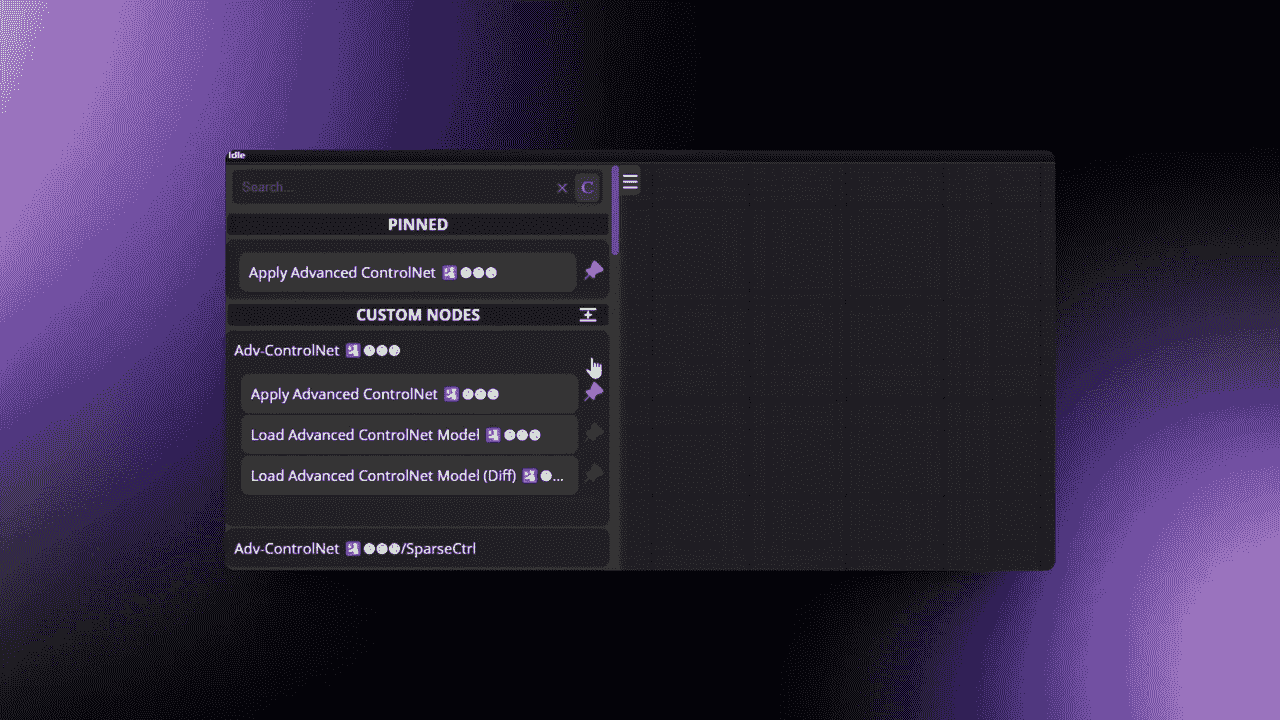 Idle
Search...
C
PINNED
Apply Advanced ControlNet
CUSTOM NODES
Adv-ControlNet
Apply Advanced ControlNet
Load Advanced ControlNet Model
Load Advanced ControlNet Model (Diff) ...
Adv-ControlNet /SparseCtrl